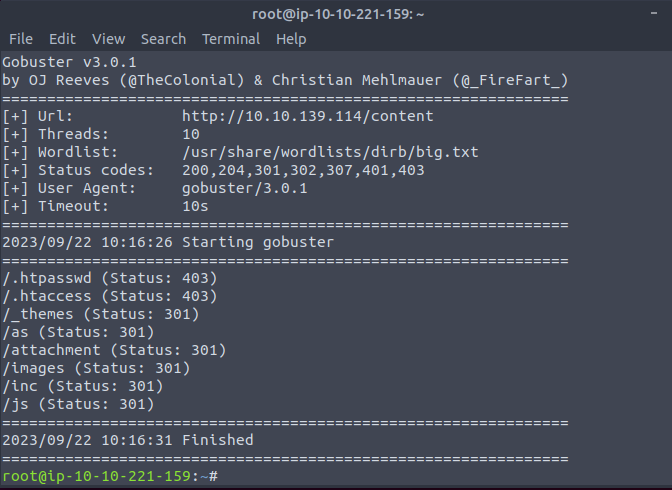 root@ip-10-10-221-159: ~
File Edit View Search Terminal Help
Gobuster v3.0.1
by OJ Reeves (@TheColonial) & Christian Mehlmauer (@_FireFart_)
===============================================================
[+] Url:            http://10.10.139.114/content
[+] Threads:        10
[+] Wordlist:       /usr/share/wordlists/dirb/big.txt
[+] Status codes:   200,204,301,302,307,401,403
[+] User Agent:     gobuster/3.0.1
[+] Timeout:        10s
===============================================================
2023/09/22 10:16:26 Starting gobuster
===============================================================
/.htpasswd (Status: 403)
/.htaccess (Status: 403)
/_themes (Status: 301)
/as (Status: 301)
/attachment (Status: 301)
/images (Status: 301)
/inc (Status: 301)
/js (Status: 301)
===============================================================
2023/09/22 10:16:31 Finished
===============================================================
root@ip-10-10-221-159:~#